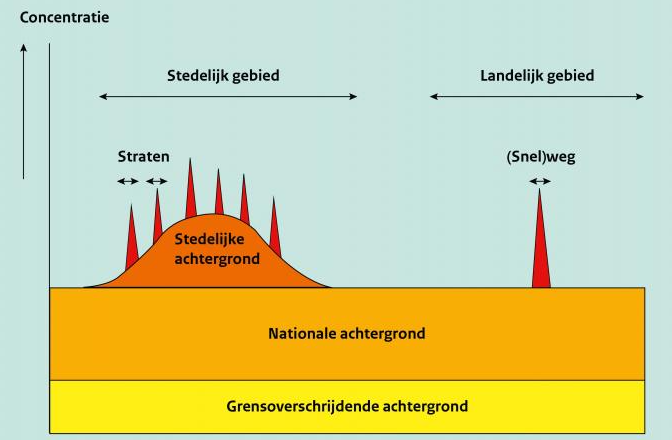 Concentratie
Stedelijk gebied
Landelijk gebied
Straten
(Snel)weg
Stedelijke
achtergrond
Nationale achtergrond
Grensoverschrijdende achtergrond